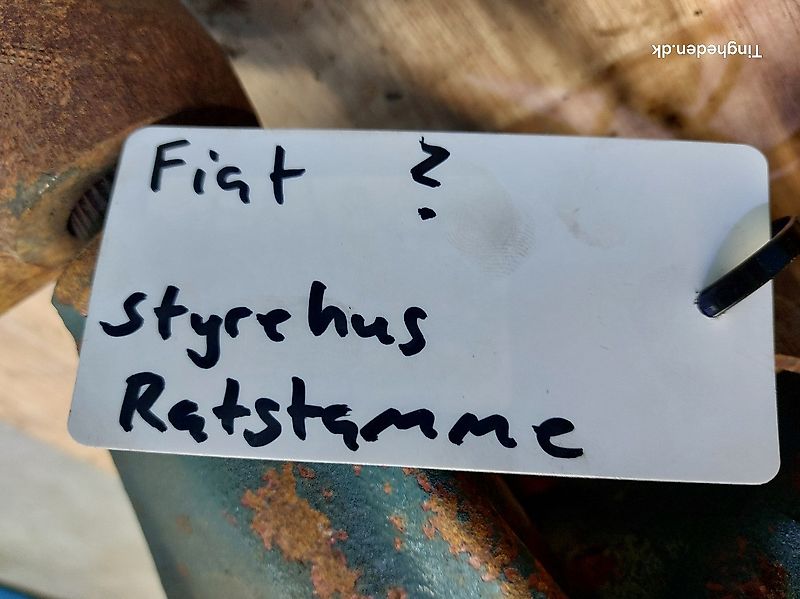 Tingheden.dk
Fiat ?
styrehus
Ratstamme